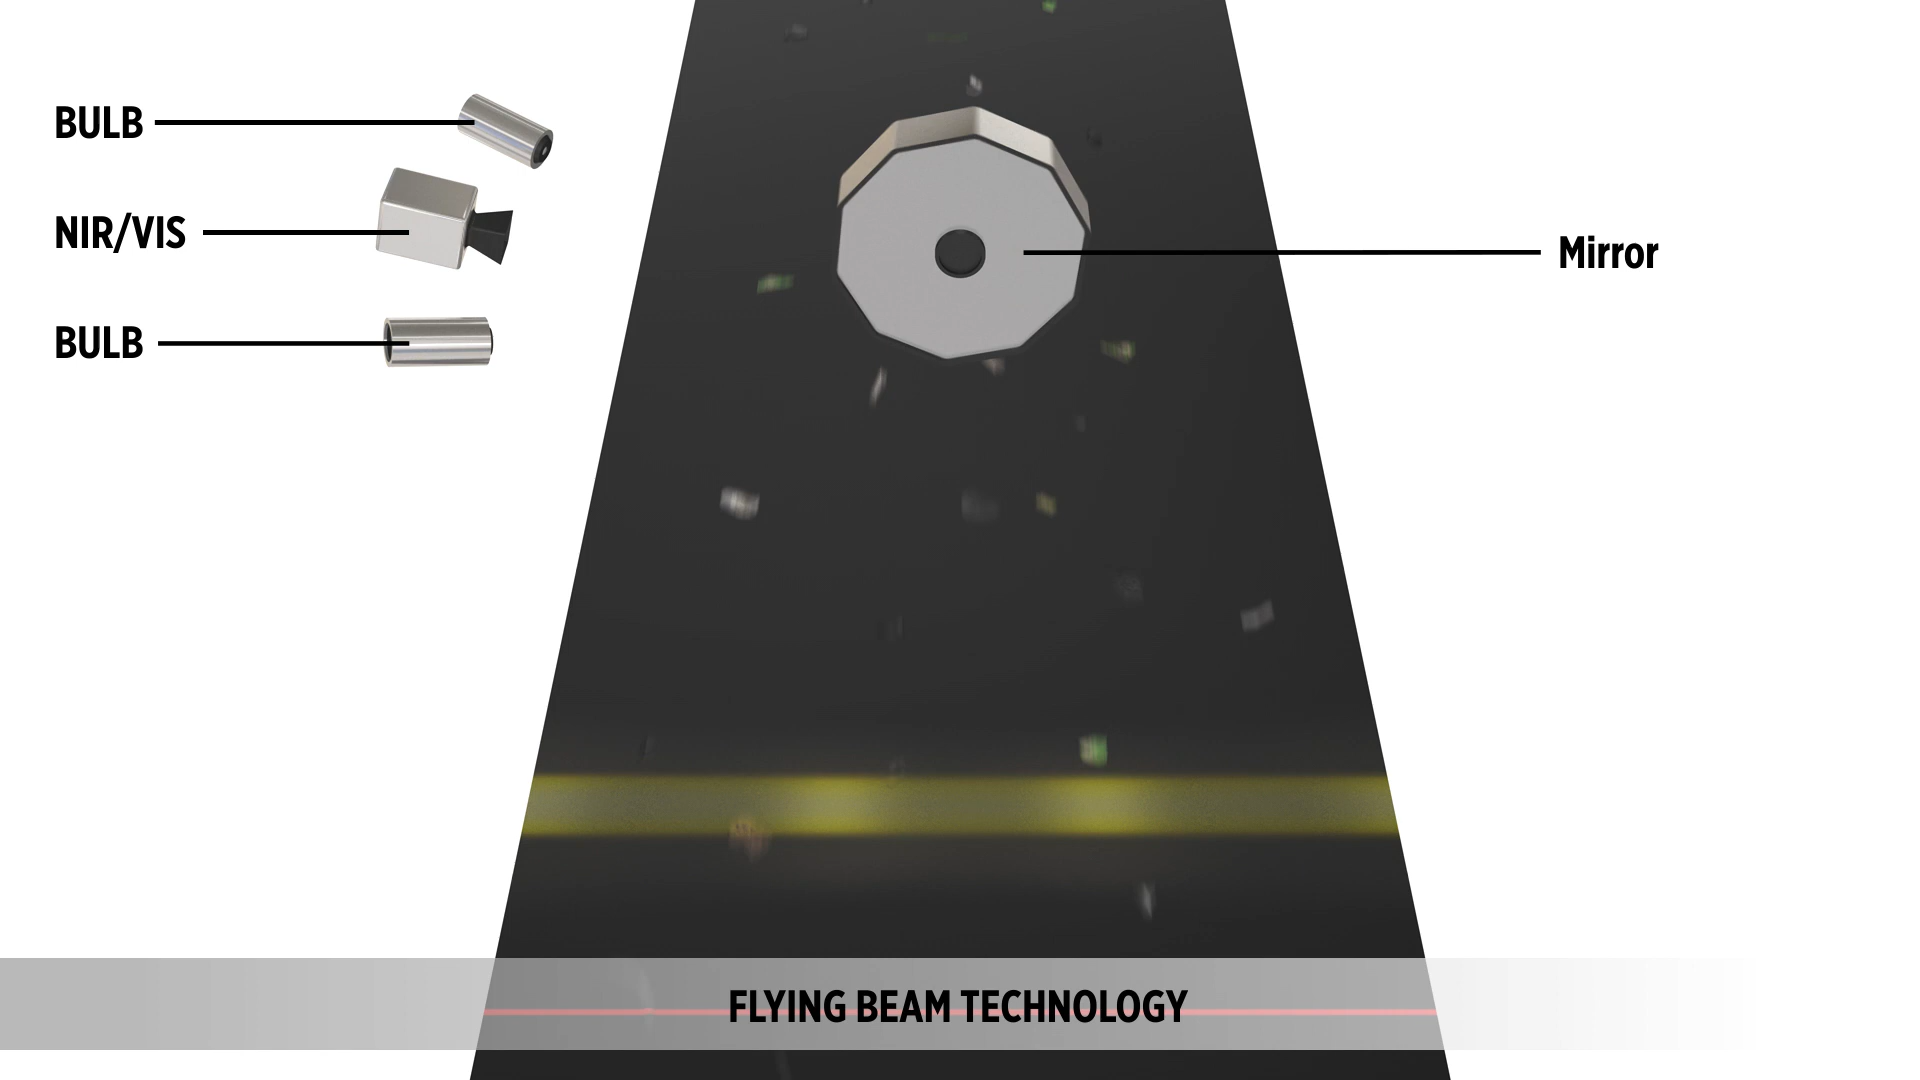 BULB
NIR/VIS
BULB
Mirror
FLYING BEAM TECHNOLOGY